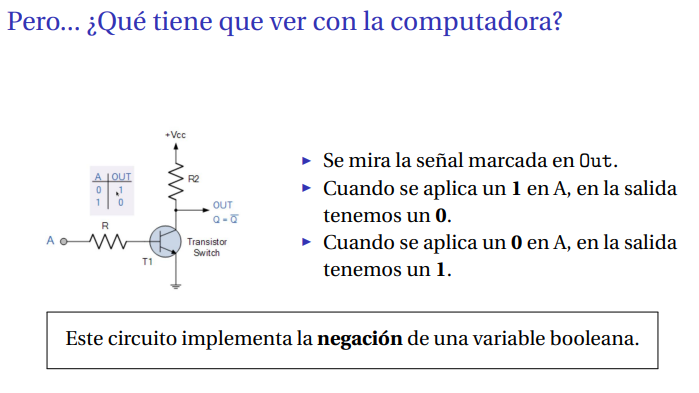 Pero... ¿Qué tiene que ver con la computadora?
+Vcc
A OUT
0 1
1 0
R2
OUT
Q = Q̅
R
A
Transistor
Switch
T1
▶ Se mira la señal marcada en Out.
▶ Cuando se aplica un 1 en A, en la salida
tenemos un 0.
▶ Cuando se aplica un 0 en A, en la salida
tenemos un 1.
Este circuito implementa la negación de una variable booleana.